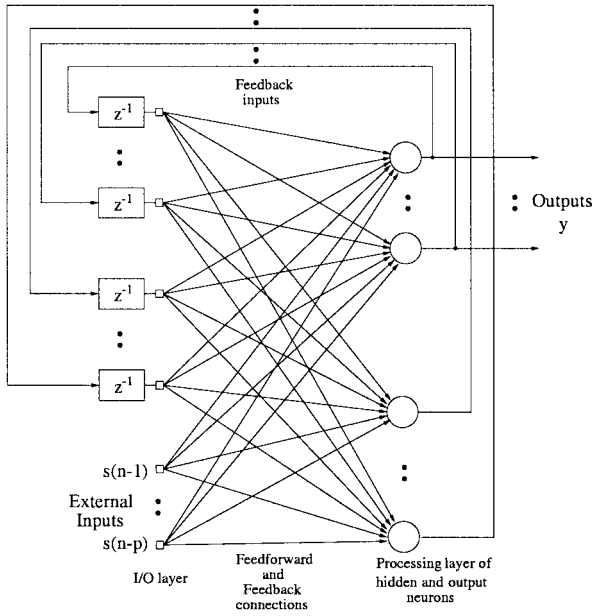 Feedback
inputs
z-1
z-1
z-1
z-1
Outputs
y
s(n-1)
External
Inputs
s(n-p)
I/O layer
Feedforward
and
Feedback
connections
Processing layer of
hidden and output
neurons